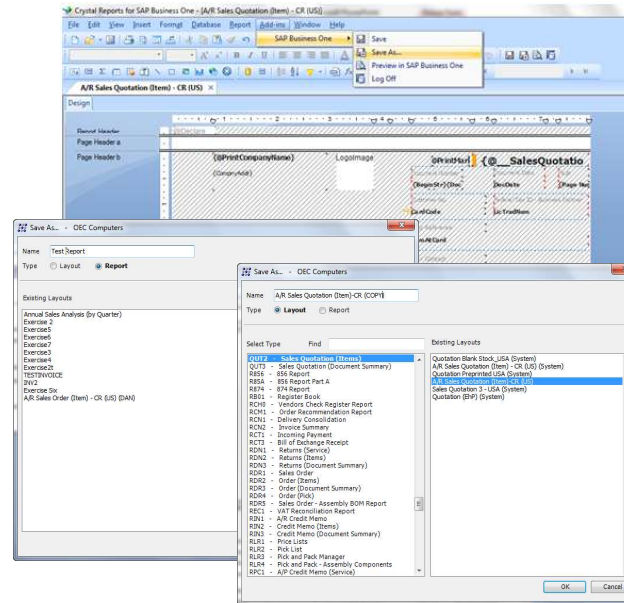 Crystal Reports for SAP Business One - [A/R Sales Quotation (Item) - CR (US)]
File Edit View Insert Format Database Report Add-ins Window Help
SAP Business One
Save
Save As...
Preview in SAP Business One
Log Off
A/R Sales Quotation (Item) - CR (US)
Design
Report Header
Page Header a
Page Header b
{@PrintCompanyName}
LogoImage
{@__SalesQuotatio
DocDate
CardCode
Save As... - OEC Computers
Name Test Report
Type Layout Report
Existing Layouts
Annual Sales Analysis (by Quarter)
Exercise 2
Exercise5
Exercise6
Exercise7
Exercise3
Exercise4
Exercise2t
TESTINVOICE
INV2
Exercise Six
A/R Sales Order (Item) - CR (US) (DAN)
Save As... - OEC Computers
Name A/R Sales Quotation (Item)-CR (COPY)
Type Layout Report
Select Type Find
QUT2 - Sales Quotation (Items)
QUT3 - Sales Quotation (Document Summary)
R856 - 856 Report
R85A - 856 Report Part A
R874 - 874 Report
RB01 - Register Book
RCH0 - Vendors Check Register Report
RCM1 - Order Recommendation Report
RCN1 - Delivery Consolidation
RCN2 - Invoice Summary
RCT1 - Incoming Payment
RCT3 - Bill of Exchange Receipt
RDN1 - Returns (Service)
RDN2 - Returns (Items)
RDN3 - Returns (Document Summary)
RDR1 - Sales Order
RDR2 - Order (Items)
RDR3 - Order (Document Summary)
RDR4 - Order (Pick)
RDR5 - Sales Order - Assembly BOM Report
REC1 - VAT Reconciliation Report
RIN1 - A/R Credit Memo
RIN2 - Credit Memo (Items)
RIN3 - Credit Memo (Document Summary)
RLR1 - Price Lists
RLR2 - Pick List
RLR3 - Pick and Pack Manager
RLR4 - Pick and Pack - Assembly Components
RPC1 - A/P Credit Memo (Service)
Existing Layouts
Quotation Blank Stock_USA (System)
A/R Sales Quotation (Item) - CR (US) (System)
Quotation Preprinted USA (System)
A/R Sales Quotation (Item)-CR (US)
Sales Quotation 3 - USA (System)
Quotation (EhP) (System)
OK Cancel